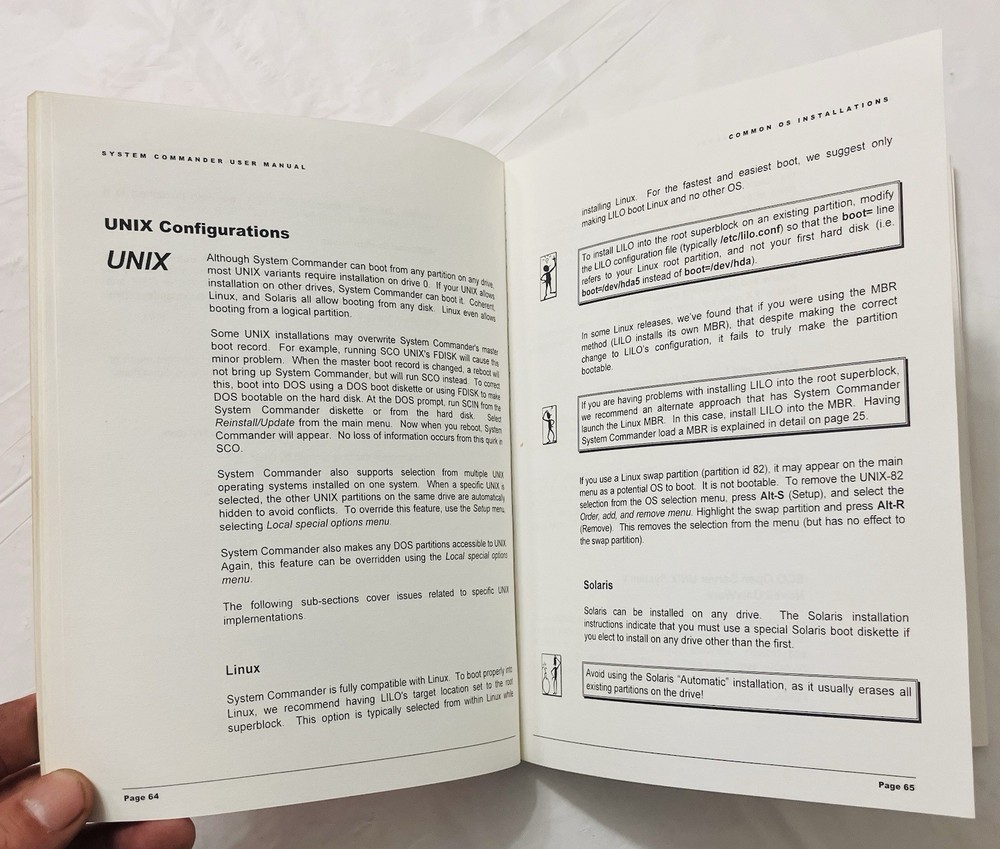 SYSTEM COMMANDER USER MANUAL
UNIX Configurations
UNIX
Although System Commander can boot from any partition on any drive,
most UNIX variants require installation on drive 0. If your UNIX allows
installation on other drives, System Commander can boot it. Coherent,
Linux, and Solaris all allow booting from any disk. Linux even allows
booting from a logical partition.
Some UNIX installations may overwrite System Commander's master
boot record. For example, running SCO UNIX's FDISK will cause this
minor problem. When the master boot record is changed, a reboot will
not bring up System Commander, but will run SCO instead. To correct
this, boot into DOS using a DOS boot diskette or using FDISK to make
DOS bootable on the hard disk. At the DOS prompt, run SCIN from the
System Commander diskette or from the hard disk. Select
Reinstall/Update from the main menu. Now when you reboot, System
Commander will appear. No loss of information occurs from this quirk in
SCO.
System Commander also supports selection from multiple UNIX
operating systems installed on one system. When a specific UNIX is
selected, the other UNIX partitions on the same drive are automatically
hidden to avoid conflicts. To override this feature, use the Setup menu,
selecting Local special options menu.
System Commander also makes any DOS partitions accessible to UNIX.
Again, this feature can be overridden using the Local special options
menu.
The following sub-sections cover issues related to specific UNIX
implementations.
Linux
System Commander is fully compatible with Linux. To boot properly into
Linux, we recommend having LILO's target location set to the root
superblock. This option is typically selected from within Linux while
Page 64
COMMON OS INSTALLATIONS
installing Linux. For the fastest and easiest boot, we suggest only
making LILO boot Linux and no other OS.
To install LILO into the root superblock on an existing partition, modify
the LILO configuration file (typically /etc/lilo.conf) so that the boot= line
refers to your Linux root partition, and not your first hard disk (i.e.
boot=/dev/hda5 instead of boot=/dev/hda).
In some Linux releases, we've found that if you were using the MBR
method (LILO installs its own MBR), that despite making the correct
change to LILO's configuration, it fails to truly make the partition
bootable.
If you are having problems with installing LILO into the root superblock,
we recommend an alternate approach that has System Commander
launch the Linux MBR. In this case, install LILO into the MBR. Having
System Commander load a MBR is explained in detail on page 25.
If you use a Linux swap partition (partition id 82), it may appear on the main
menu as a potential OS to boot. It is not bootable. To remove the UNIX-82
selection from the OS selection menu, press Alt-S (Setup), and select the
Order, add, and remove menu. Highlight the swap partition and press Alt-R
(Remove). This removes the selection from the menu (but has no effect to
the swap partition).
Solaris
Solaris can be installed on any drive. The Solaris installation
instructions indicate that you must use a special Solaris boot diskette if
you elect to install on any drive other than the first.
Avoid using the Solaris "Automatic" installation, as it usually erases all
existing partitions on the drive!
Page 65